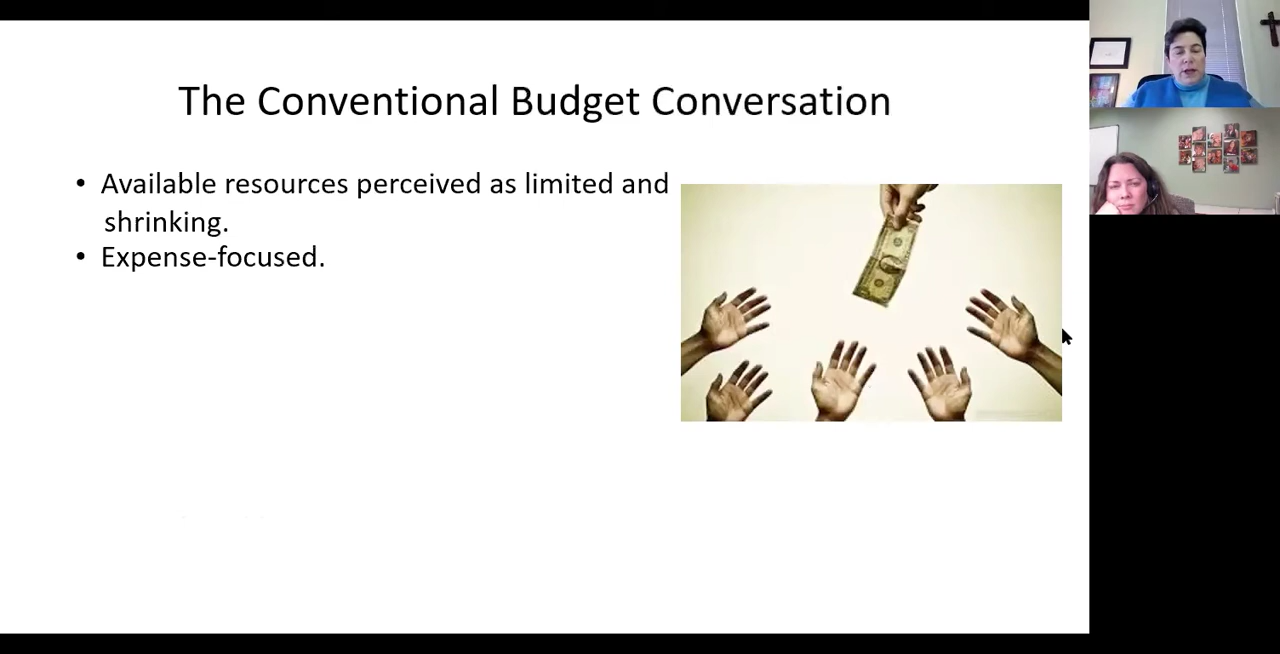 The Conventional Budget Conversation
• Available resources perceived as limited and
shrinking.
• Expense-focused.